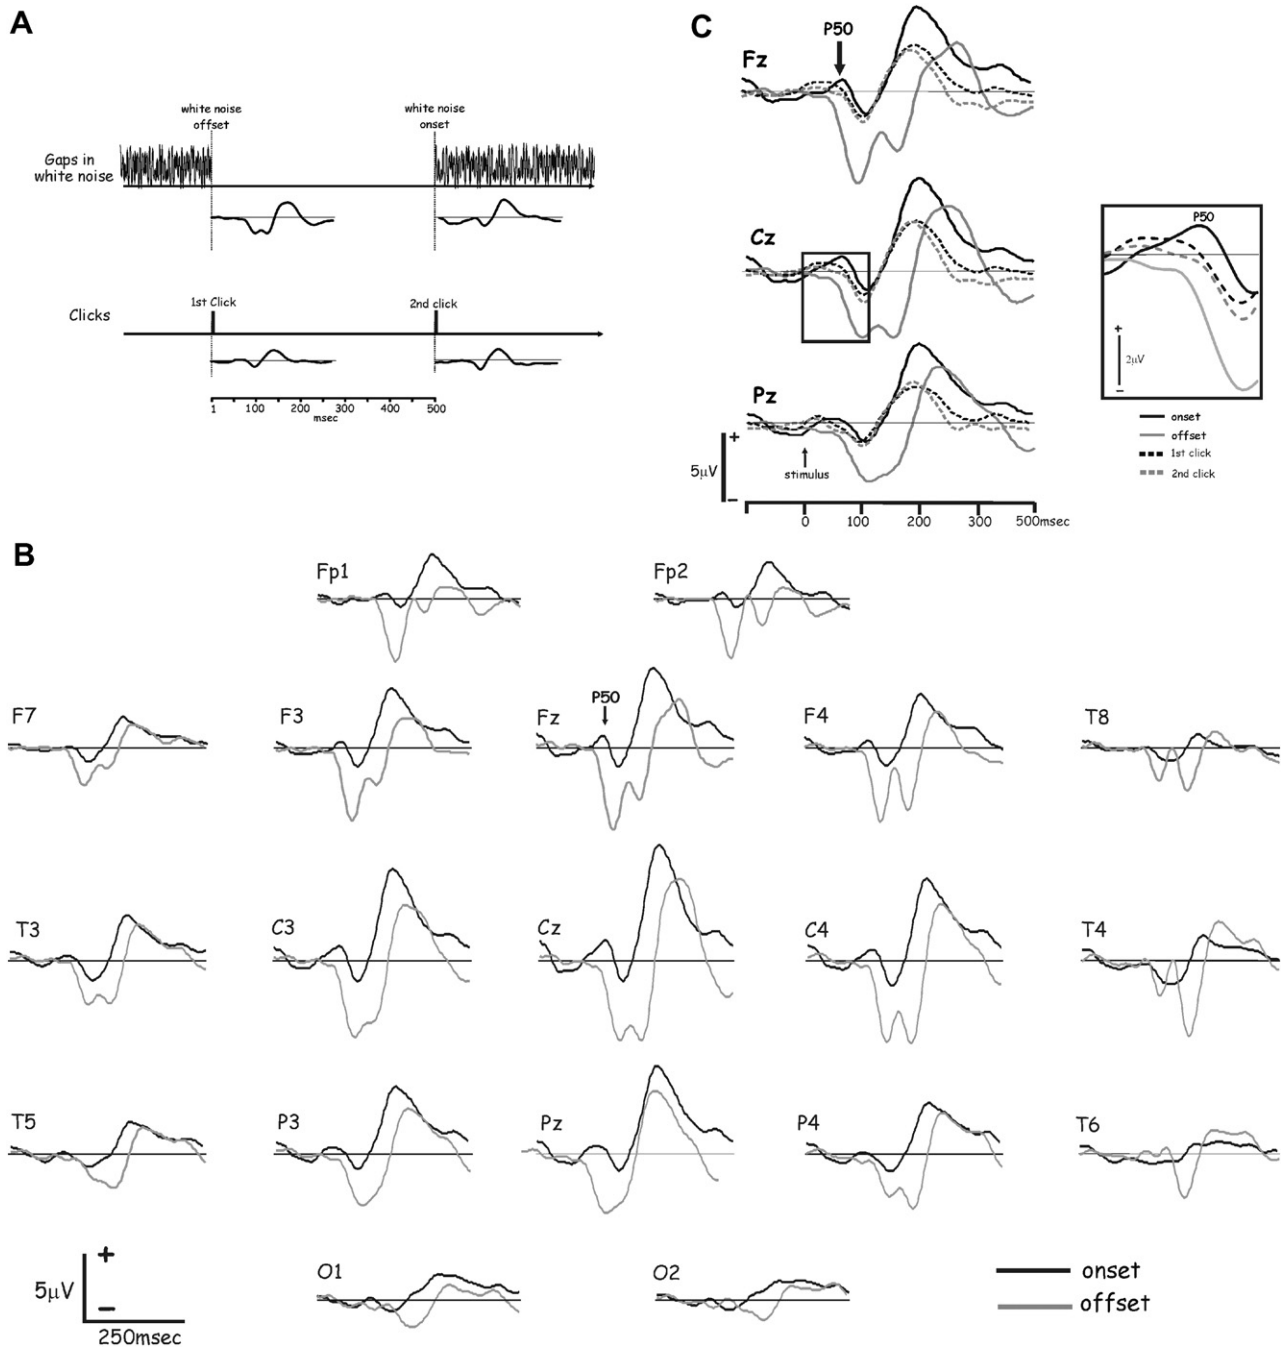 A
white noise
offset
white noise
onset
Gaps in
white noise
Clicks
1st Click
2nd click
1 100 200 300 400 500
msec
C
P50
Fz
Cz
Pz
+
5μV
−
stimulus
0 100 200 300 500msec
P50
+
2μV
−
onset
offset
1st click
2nd click
B
Fp1
Fp2
F7
F3
P50
Fz
F4
T8
T3
C3
Cz
C4
T4
T5
P3
Pz
P4
T6
+
5μV
−
250msec
O1
O2
onset
offset